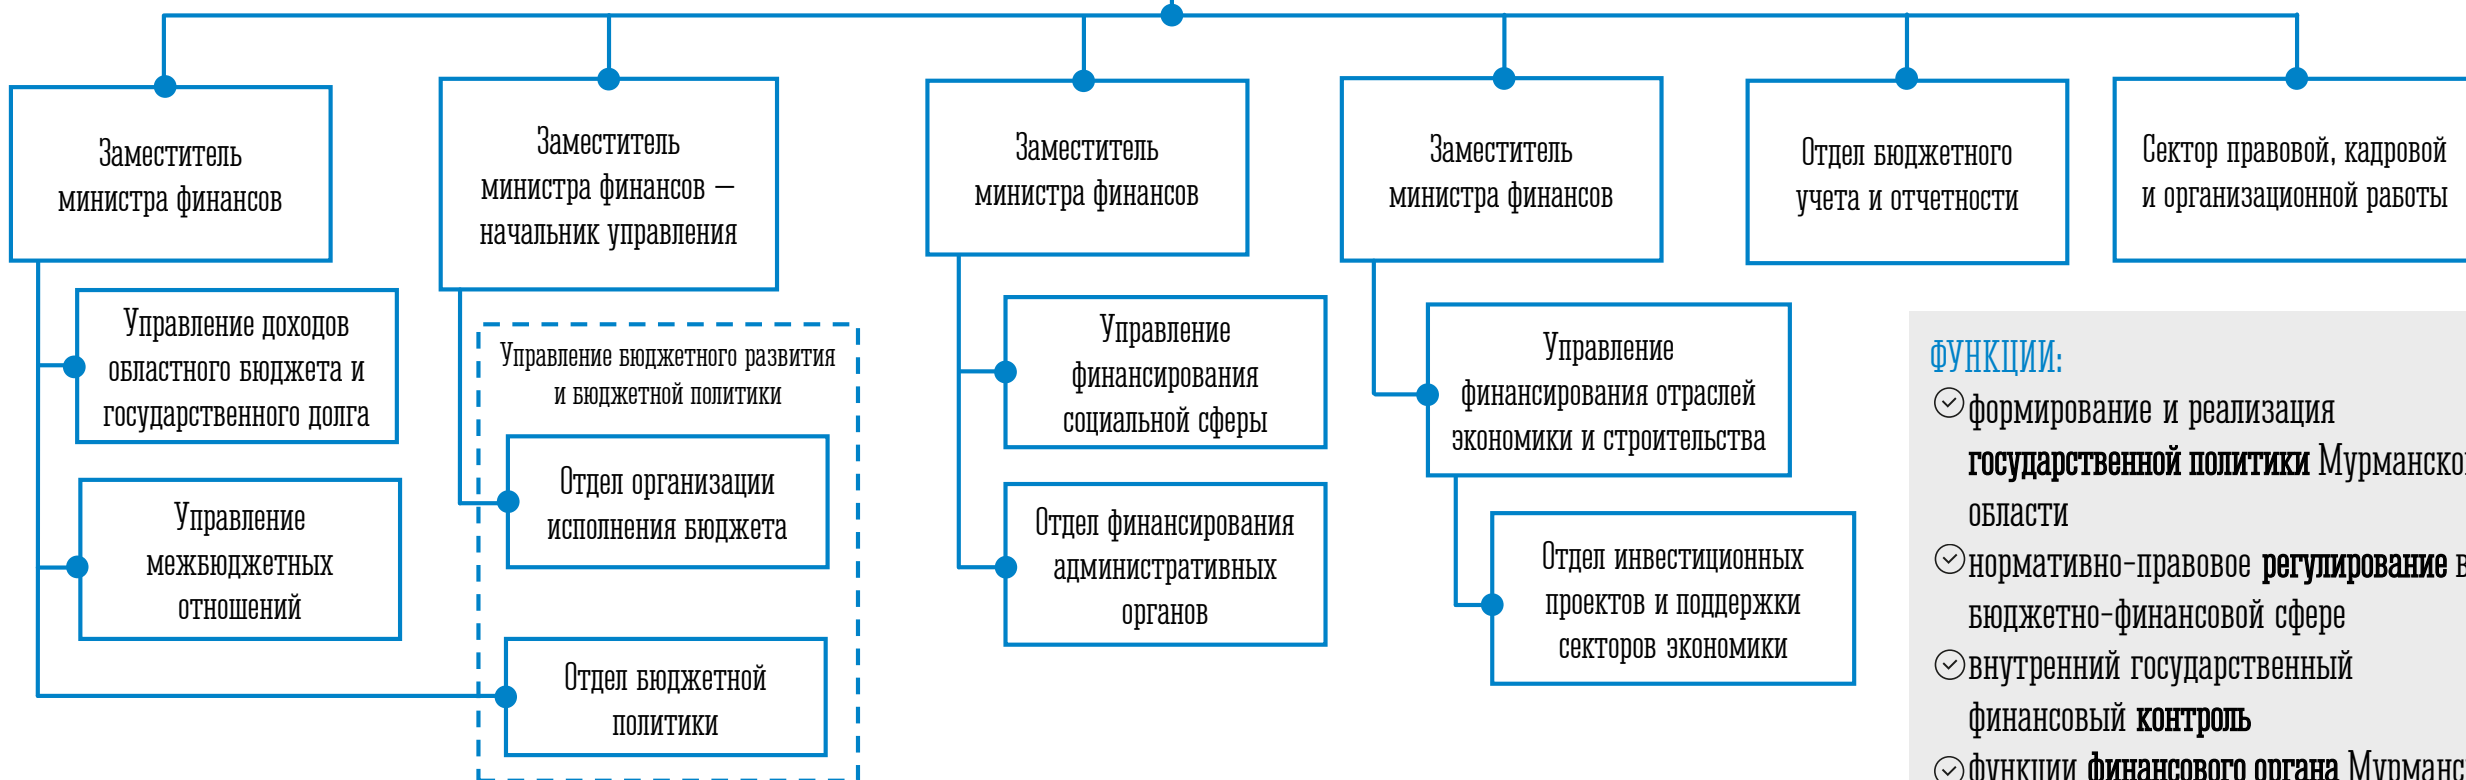 Заместитель
министра финансов
Заместитель
министра финансов –
начальник управления
Заместитель
министра финансов
Заместитель
министра финансов
Отдел бюджетного
учета и отчетности
Сектор правовой, кадровой
и организационной работы
Управление доходов
областного бюджета и
государственного долга
Управление
межбюджетных
отношений
Управление бюджетного развития
и бюджетной политики
Отдел организации
исполнения бюджета
Отдел бюджетной
политики
Управление
финансирования
социальной сферы
Отдел финансирования
административных
органов
Управление
финансирования отраслей
экономики и строительства
Отдел инвестиционных
проектов и поддержки
секторов экономики
ФУНКЦИИ:
формирование и реализация
государственной политики
области
нормативно-правовое регулирование в
бюджетно-финансовой сфере
внутренний государственный
финансовый контроль
функции финансового органа